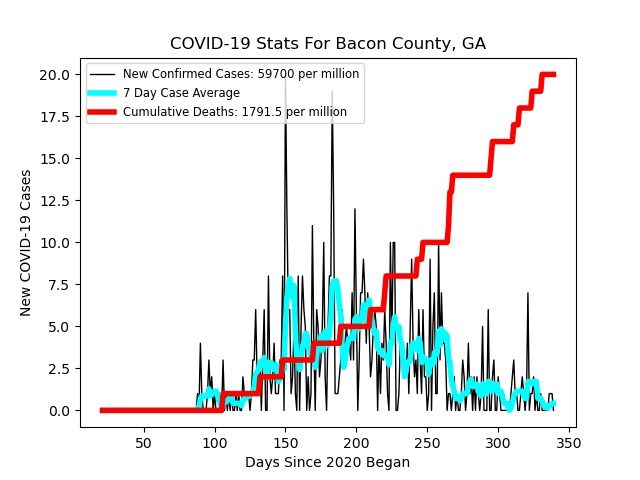 COVID-19 Stats For Bacon County, GA
New Confirmed Cases: 59700 per million
7 Day Case Average
Cumulative Deaths: 1791.5 per million
New COVID-19 Cases
20.0
17.5
15.0
12.5
10.0
7.5
5.0
2.5
0.0
50 100 150 200 250 300 350
Days Since 2020 Began